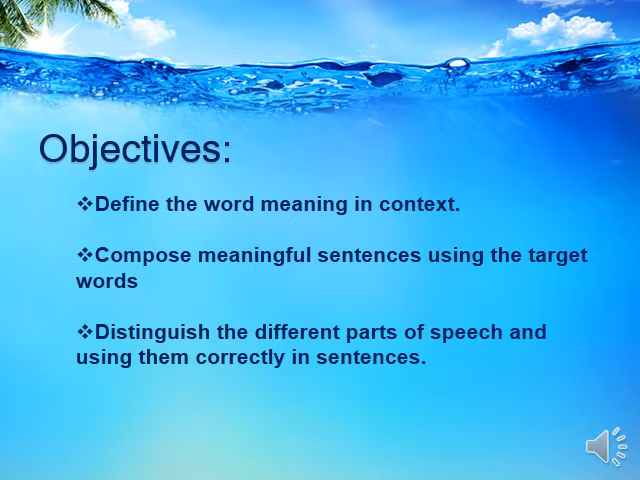 Objectives:
❖Define the word meaning in context.
❖Compose meaningful sentences using the target
words
❖Distinguish the different parts of speech and
using them correctly in sentences.